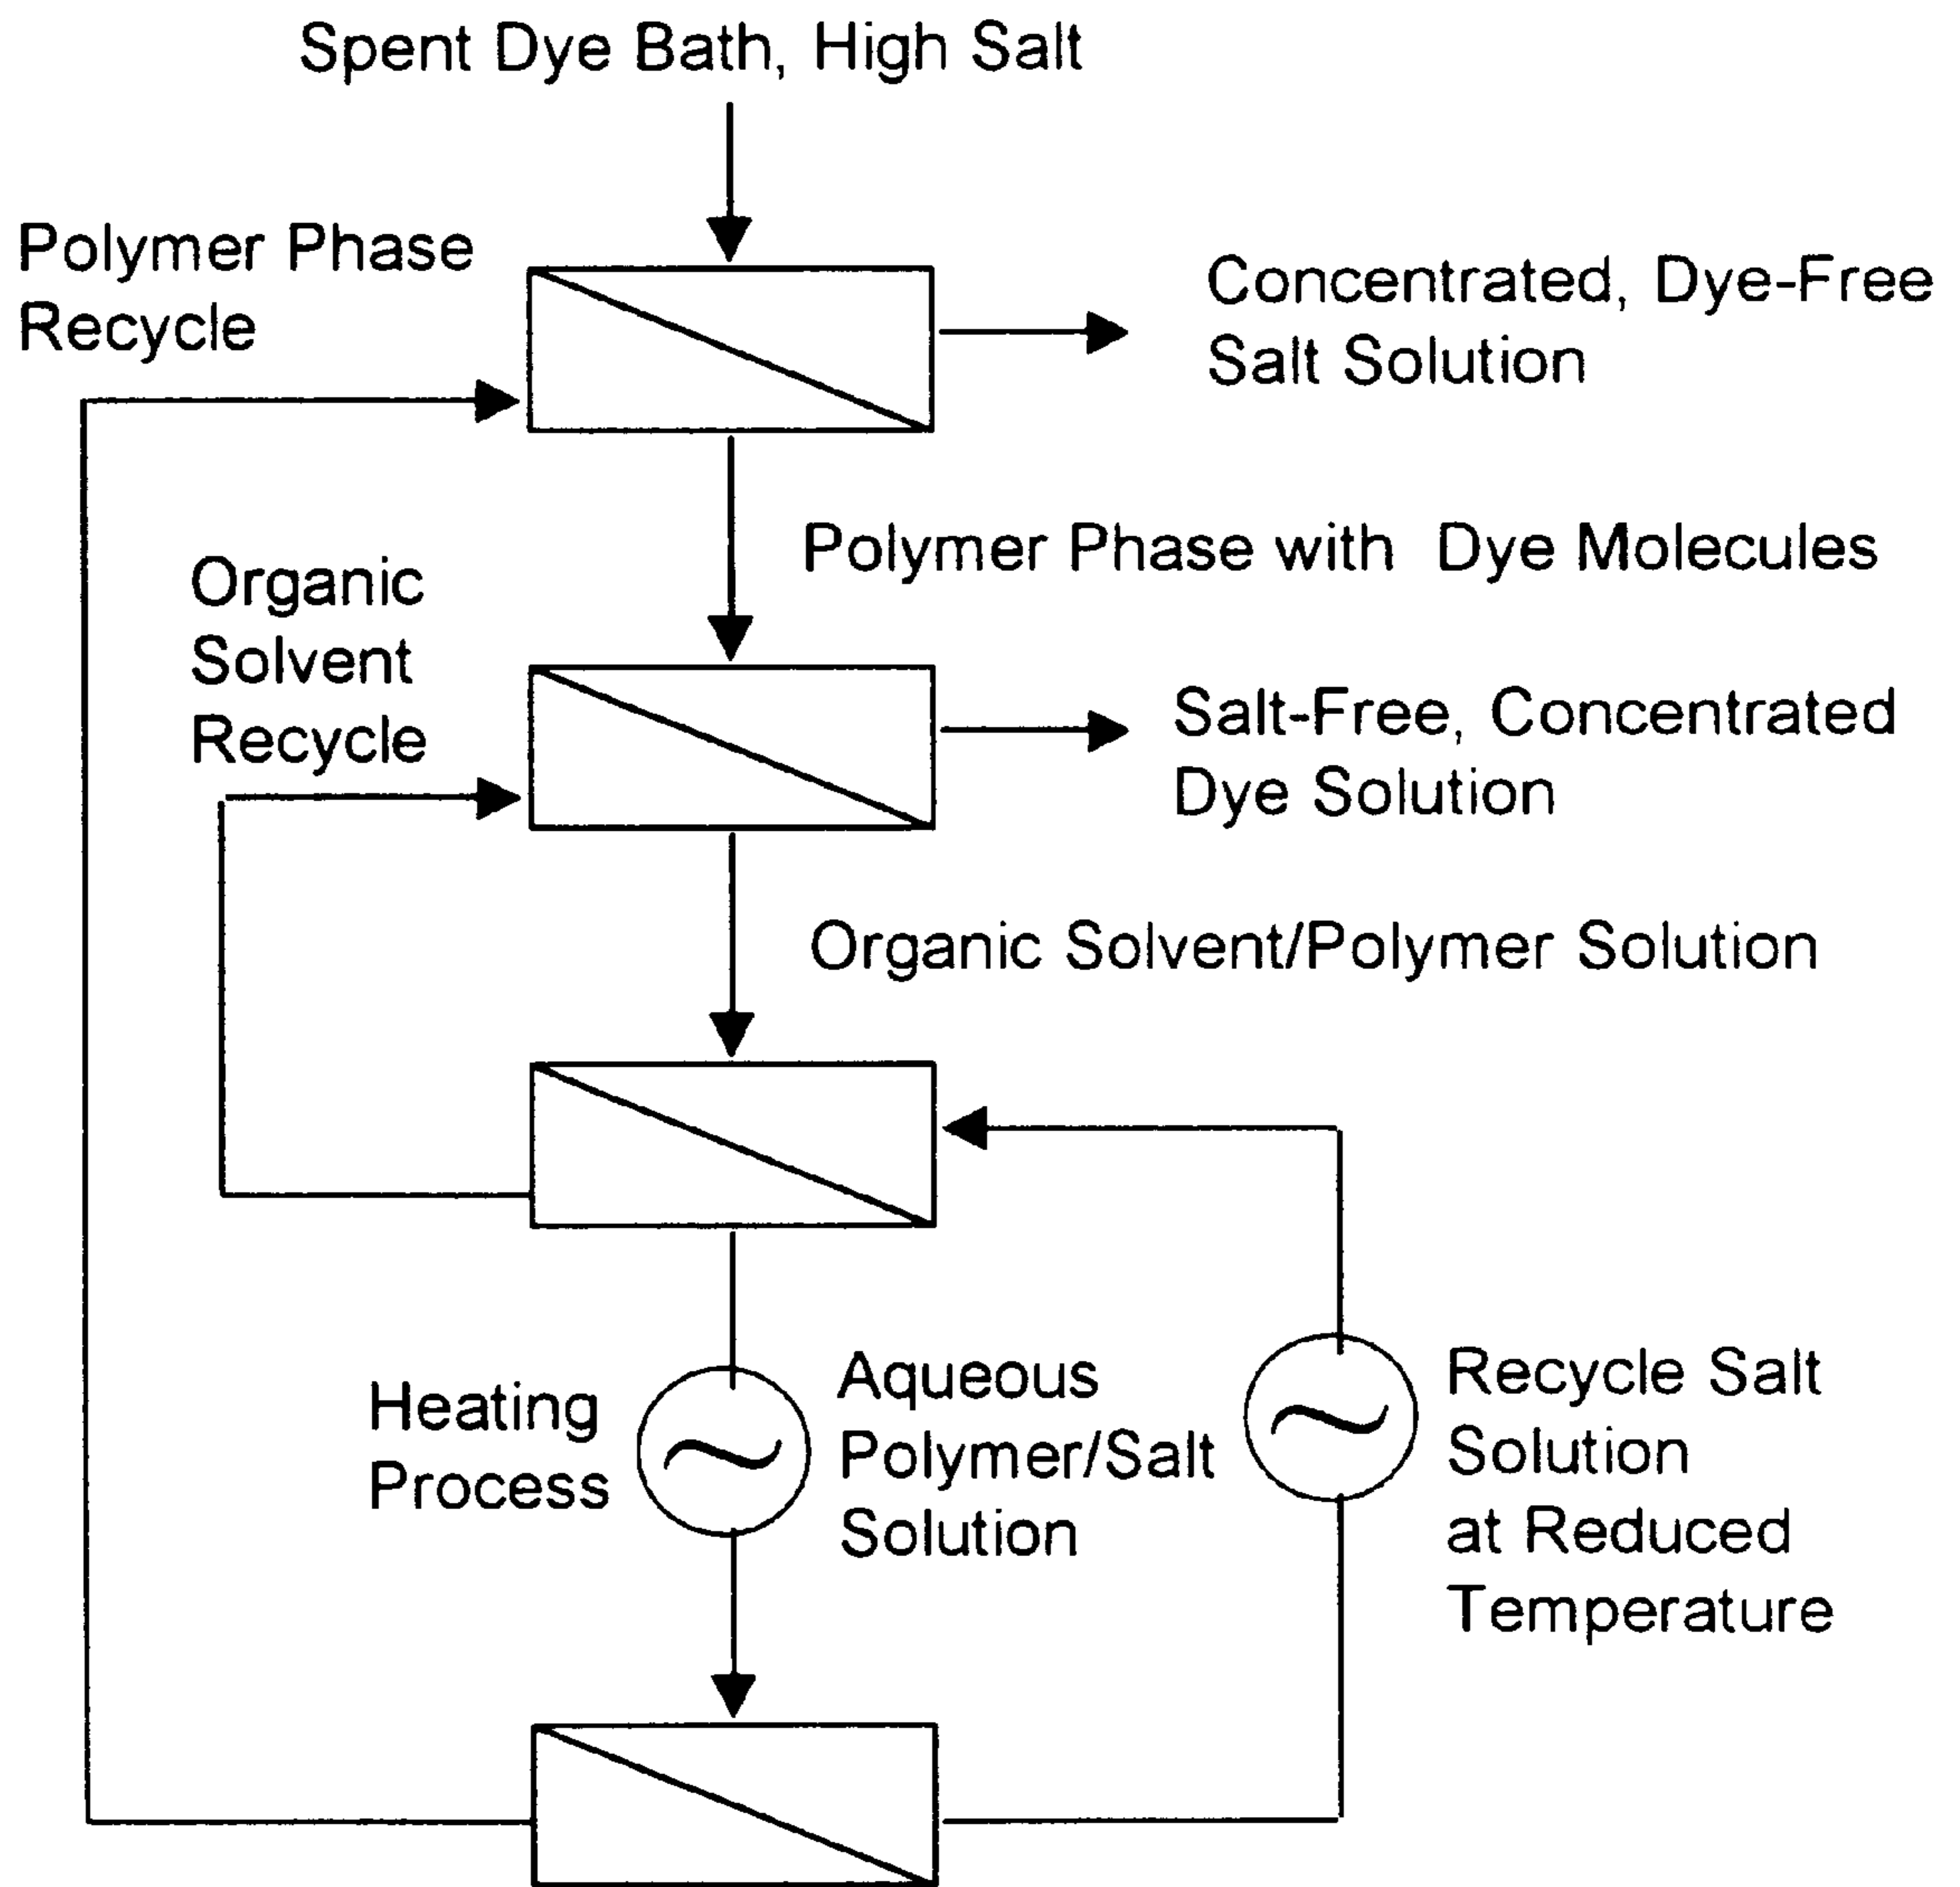 Spent Dye Bath, High Salt
Polymer Phase
Recycle
Concentrated, Dye-Free
Salt Solution
Polymer Phase with Dye Molecules
Organic
Solvent
Recycle
Salt-Free, Concentrated
Dye Solution
Organic Solvent/Polymer Solution
Heating
Process
Aqueous
Polymer/Salt
Solution
Recycle Salt
Solution
at Reduced
Temperature